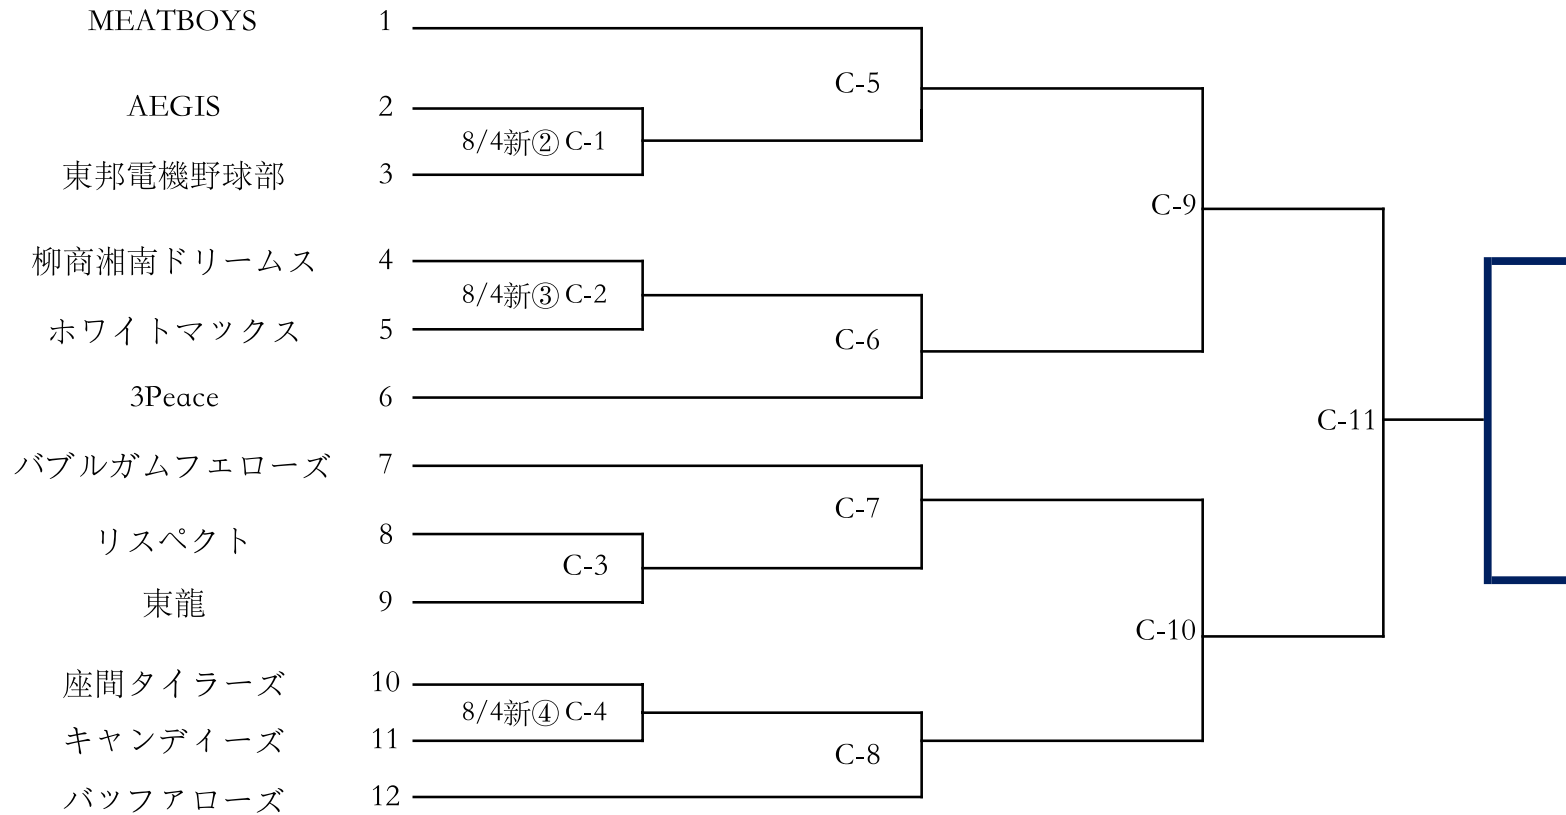 MEATBOYS 1
C-5
AEGIS 2
8/4新② C-1
東邦電機野球部 3
C-9
柳商湘南ドリームス 4
8/4新③ C-2
ホワイトマックス 5
C-6
3Peace 6
C-11
バブルガムフェローズ 7
C-7
リスペクト 8
C-3
東龍 9
C-10
座間タイラーズ 10
8/4新④ C-4
キャンディーズ 11
C-8
バッファローズ 12